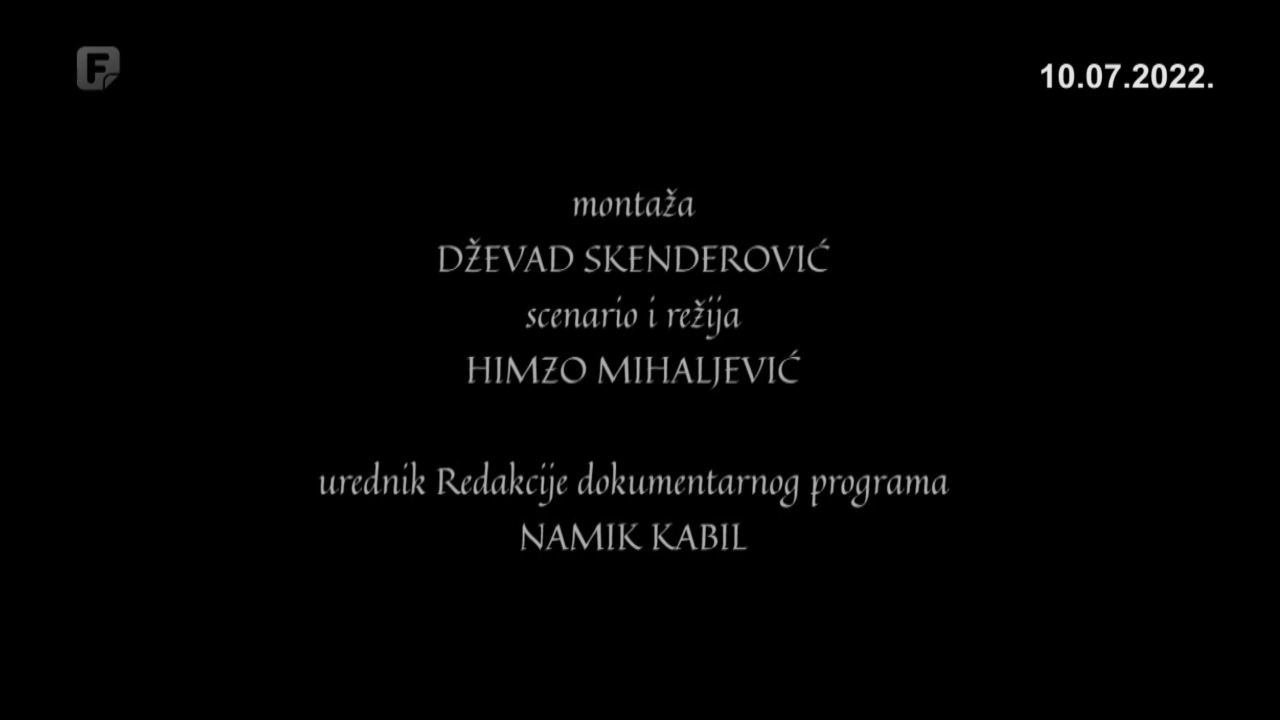 F
10.07.2022.
montaža
DŽEVAD SKENDEROVIĆ
scenario i režija
HIMZO MIHALJEVIĆ
urednik Redakcije dokumentarnog programa
NAMIK KABIL